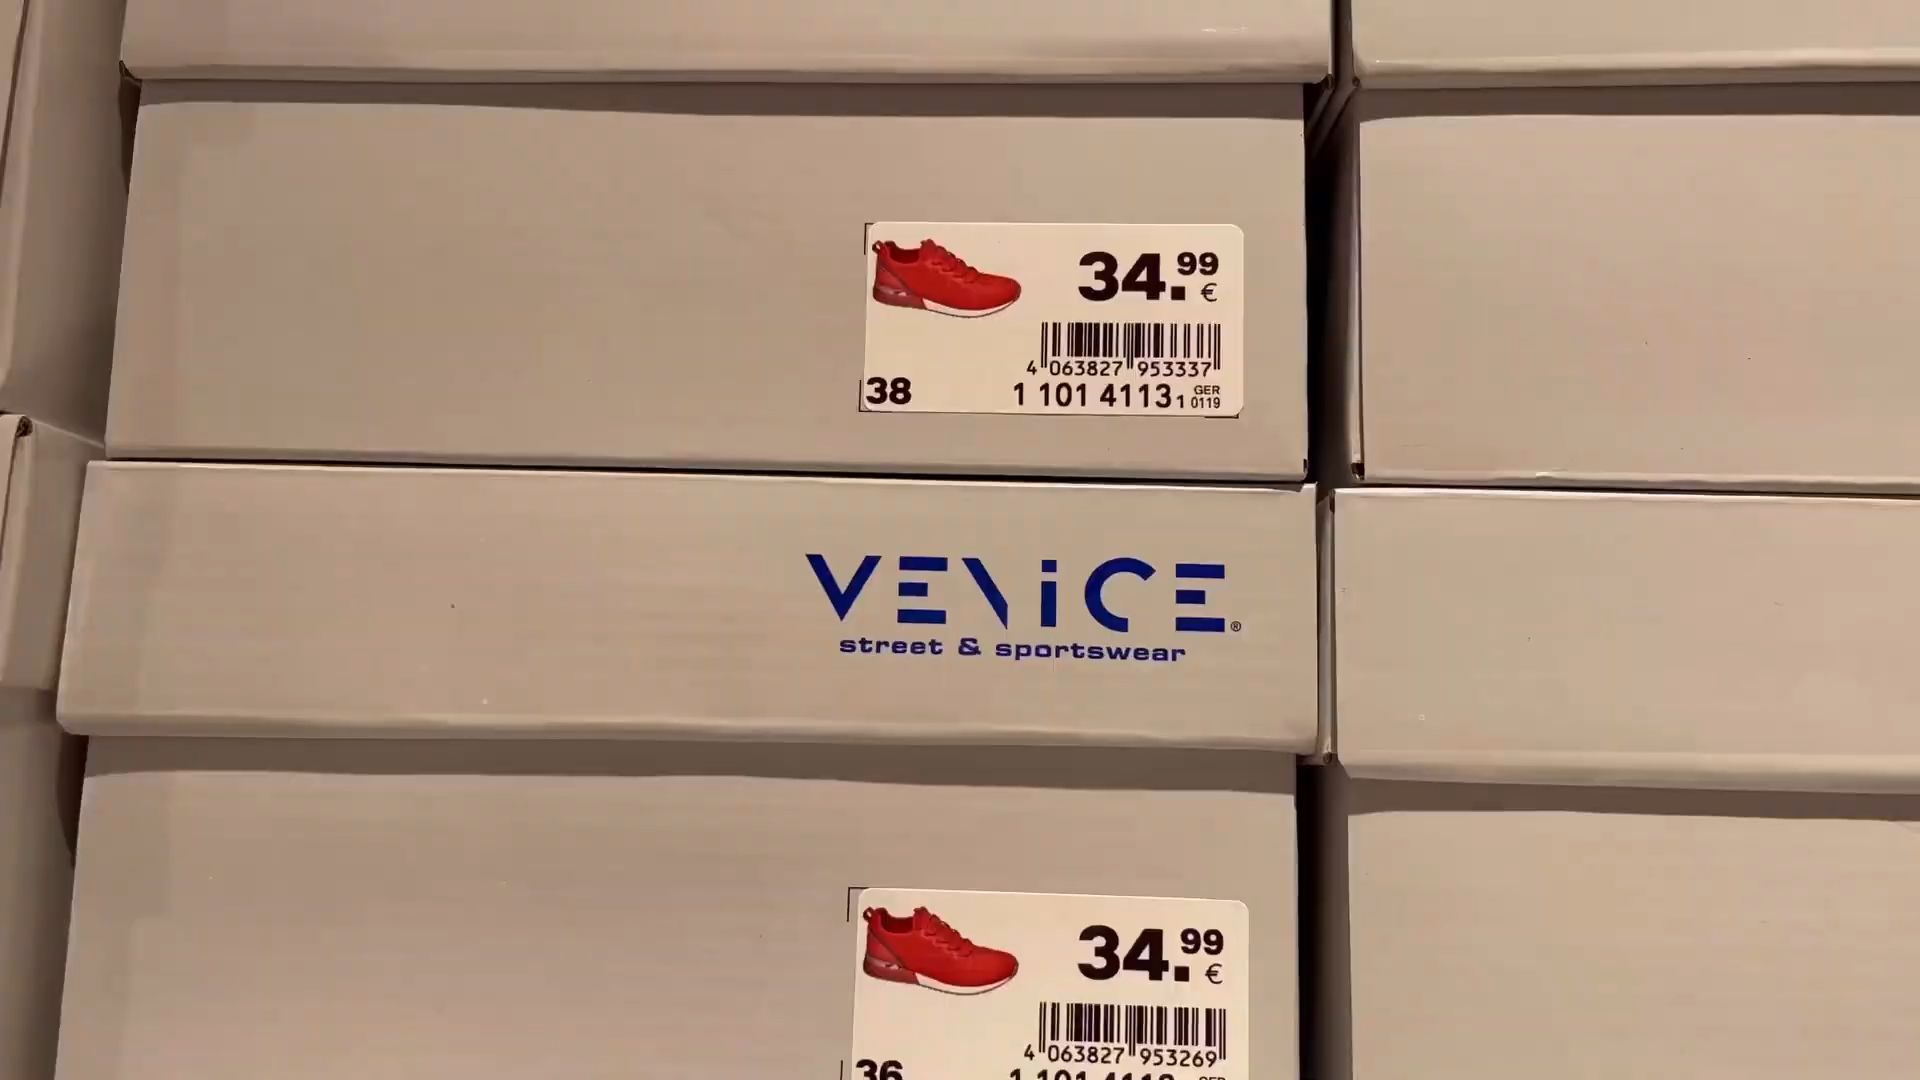 34.99
€
4 063827 953337
38
1 101 4113 1
GER
0119
VENiCE®
street & sportswear
34.99
€
4 063827 953269
36